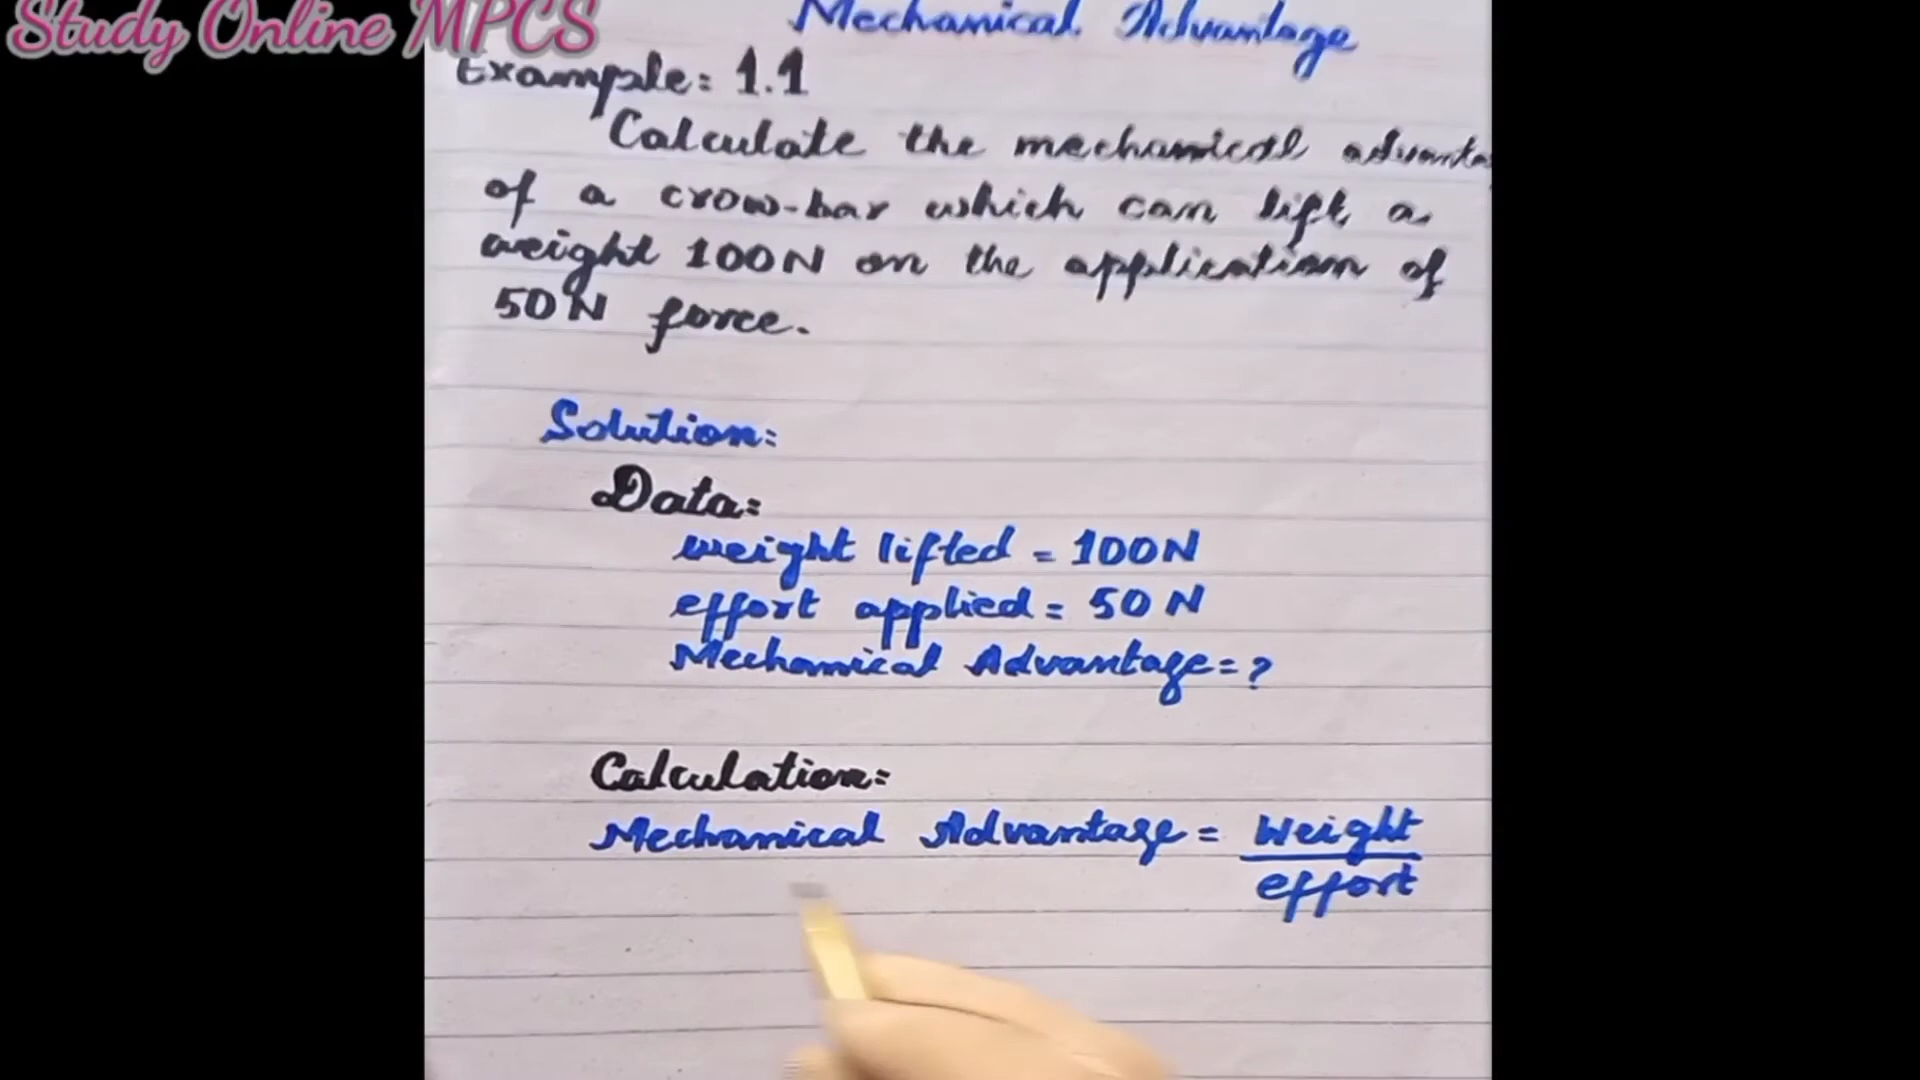 Study Online MPCS
Mechanical Advantage
Example: 1.1
Calculate the mechanical advanta
of a crow-bar which can lift a
weight 100N on the application of
50N force.
Solution:
Data:
weight lifted = 100N
effort applied = 50N
Mechanical Advantage = ?
Calculation:
Mechanical Advantage = Weight
effort